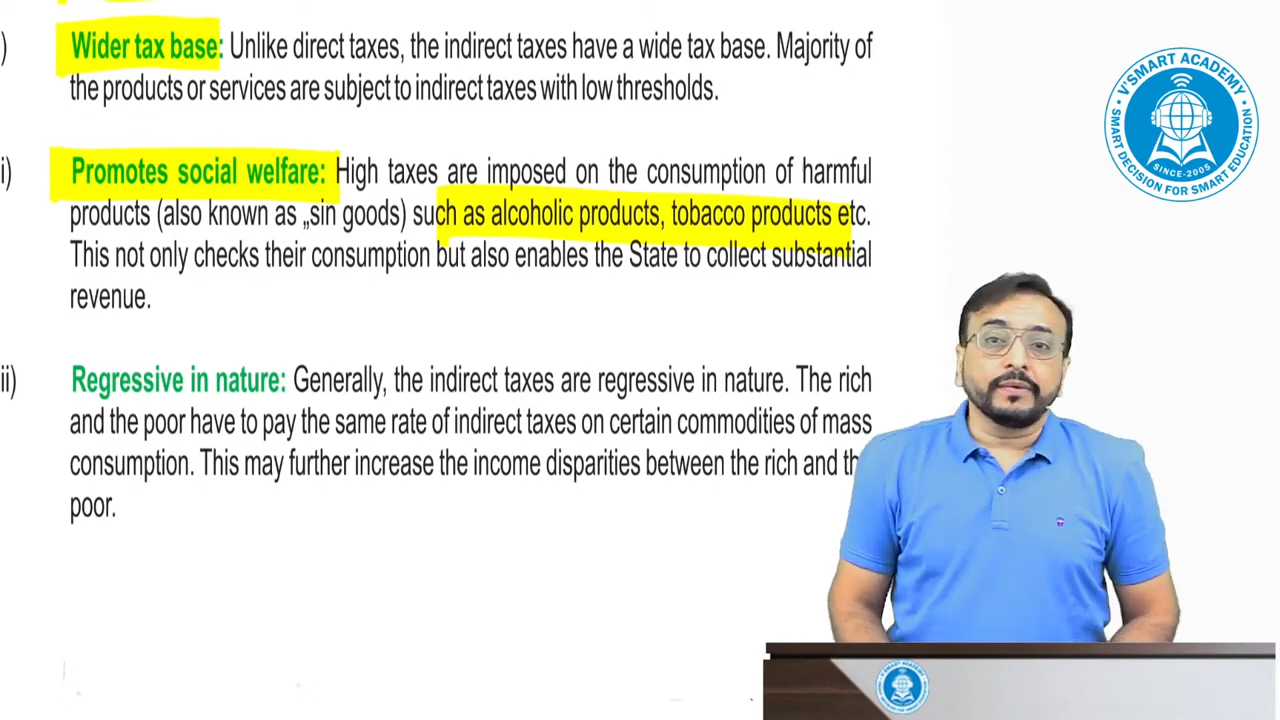 ) Wider tax base: Unlike direct taxes, the indirect taxes have a wide tax base. Majority of
the products or services are subject to indirect taxes with low thresholds.
i) Promotes social welfare: High taxes are imposed on the consumption of harmful
products (also known as „sin goods) such as alcoholic products, tobacco products etc.
This not only checks their consumption but also enables the State to collect substantial
revenue.
ii) Regressive in nature: Generally, the indirect taxes are regressive in nature. The rich
and the poor have to pay the same rate of indirect taxes on certain commodities of mass
consumption. This may further increase the income disparities between the rich and th
poor.
V'SMART ACADEMY
SINCE-2005
SMART DECISION FOR SMART EDUCATION